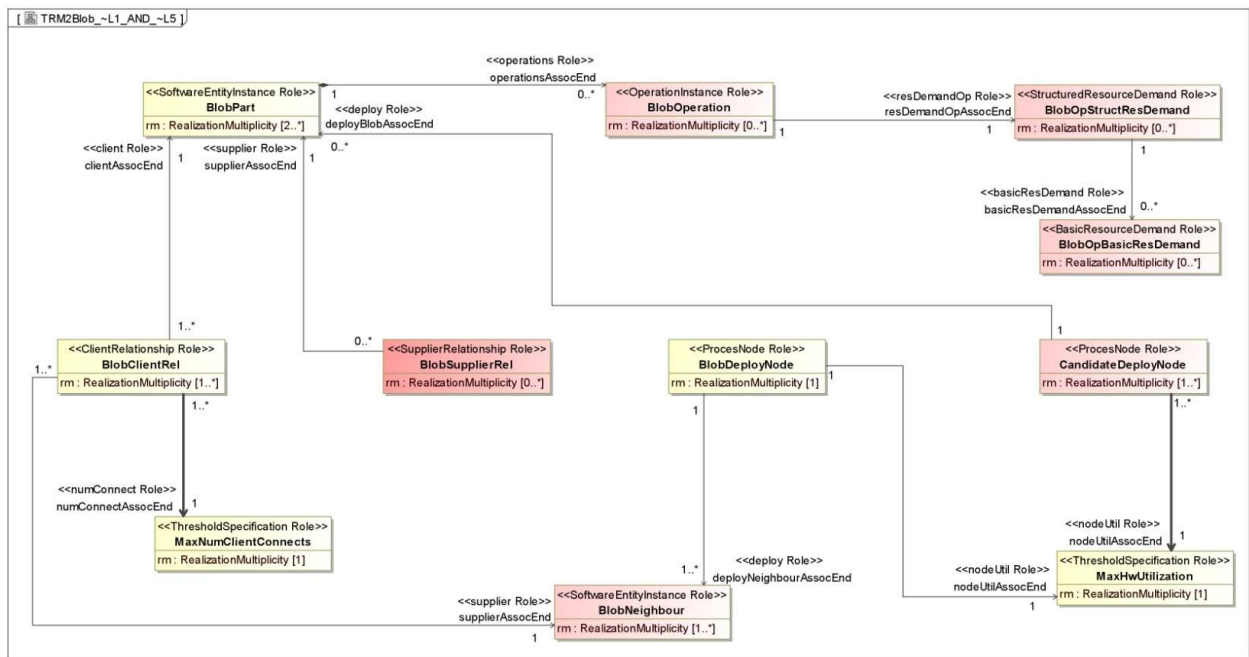 [ TRM2Blob_~L1_AND_~L5 ]
<<operations Role>>
operationsAssocEnd
1
0..*
<<SoftwareEntityInstance Role>>
BlobPart
rm : RealizationMultiplicity [2..*]
<<OperationInstance Role>>
BlobOperation
rm : RealizationMultiplicity [0..*]
<<resDemandOp Role>>
resDemandOpAssocEnd
1
1
<<StructuredResourceDemand Role>>
BlobOpStructResDemand
rm : RealizationMultiplicity [0..*]
<<deploy Role>>
deployBlobAssocEnd
0..*
<<client Role>>
clientAssocEnd
1
<<supplier Role>>
supplierAssocEnd
1
1
<<basicResDemand Role>>
basicResDemandAssocEnd
0..*
<<BasicResourceDemand Role>>
BlobOpBasicResDemand
rm : RealizationMultiplicity [0..*]
1..*
0..*
1
<<ClientRelationship Role>>
BlobClientRel
rm : RealizationMultiplicity [1..*]
1..*
1..*
<<SupplierRelationship Role>>
BlobSupplierRel
rm : RealizationMultiplicity [0..*]
<<ProcesNode Role>>
BlobDeployNode
rm : RealizationMultiplicity [1]
1
1
<<ProcesNode Role>>
CandidateDeployNode
rm : RealizationMultiplicity [1..*]
1..*
<<numConnect Role>>
numConnectAssocEnd
1
<<ThresholdSpecification Role>>
MaxNumClientConnects
rm : RealizationMultiplicity [1]
<<nodeUtil Role>>
nodeUtilAssocEnd
1
<<deploy Role>>
deployNeighbourAssocEnd
1..*
<<nodeUtil Role>>
nodeUtilAssocEnd
1
<<ThresholdSpecification Role>>
MaxHwUtilization
rm : RealizationMultiplicity [1]
<<supplier Role>>
supplierAssocEnd
1
<<SoftwareEntityInstance Role>>
BlobNeighbour
rm : RealizationMultiplicity [1..*]